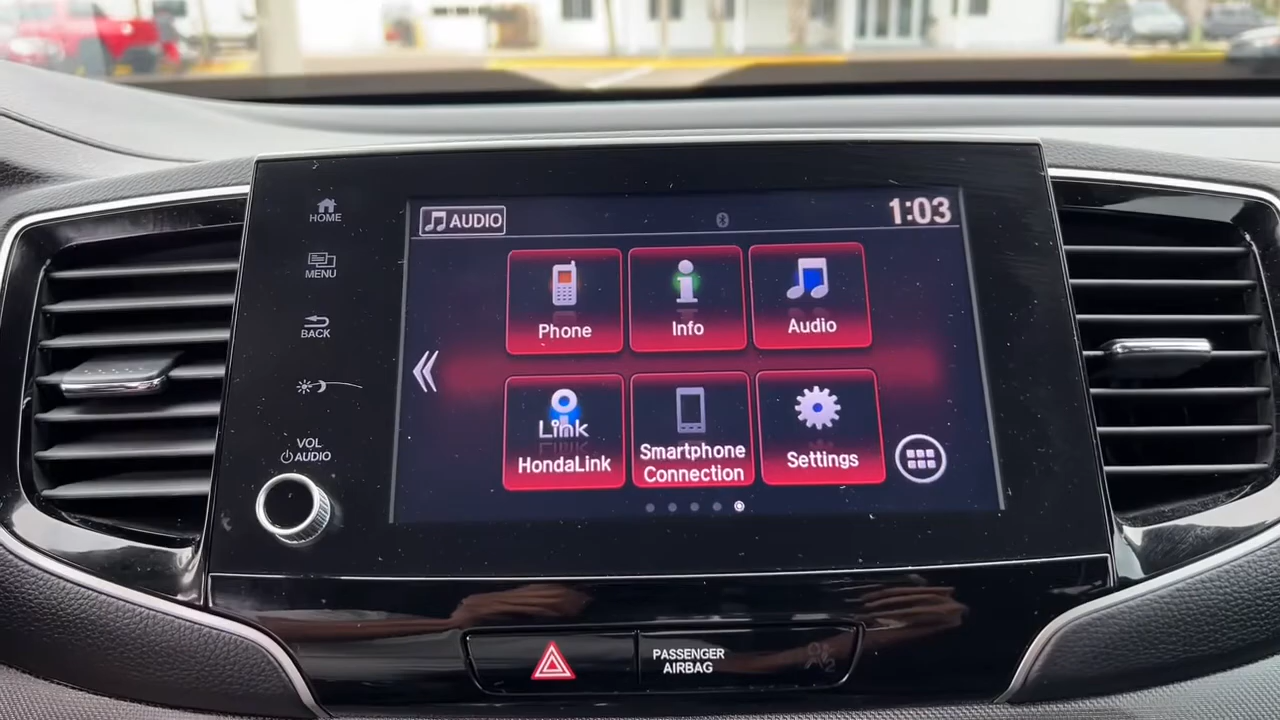 HOME
MENU
BACK
VOL
AUDIO
AUDIO
1:03
Phone
Info
Audio
Link
HondaLink
Smartphone
Connection
Settings
PASSENGER
AIRBAG